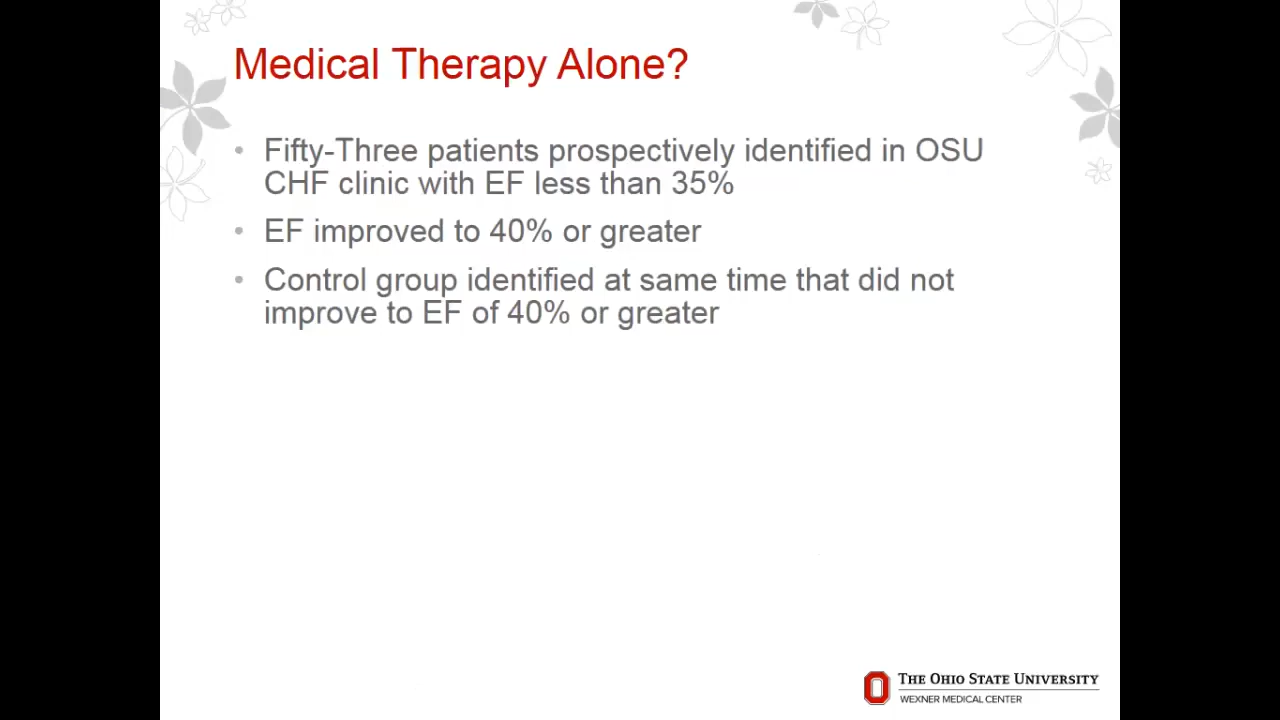 Medical Therapy Alone?
• Fifty-Three patients prospectively identified in OSU
CHF clinic with EF less than 35%
• EF improved to 40% or greater
• Control group identified at same time that did not
improve to EF of 40% or greater
THE OHIO STATE UNIVERSITY
WEXNER MEDICAL CENTER